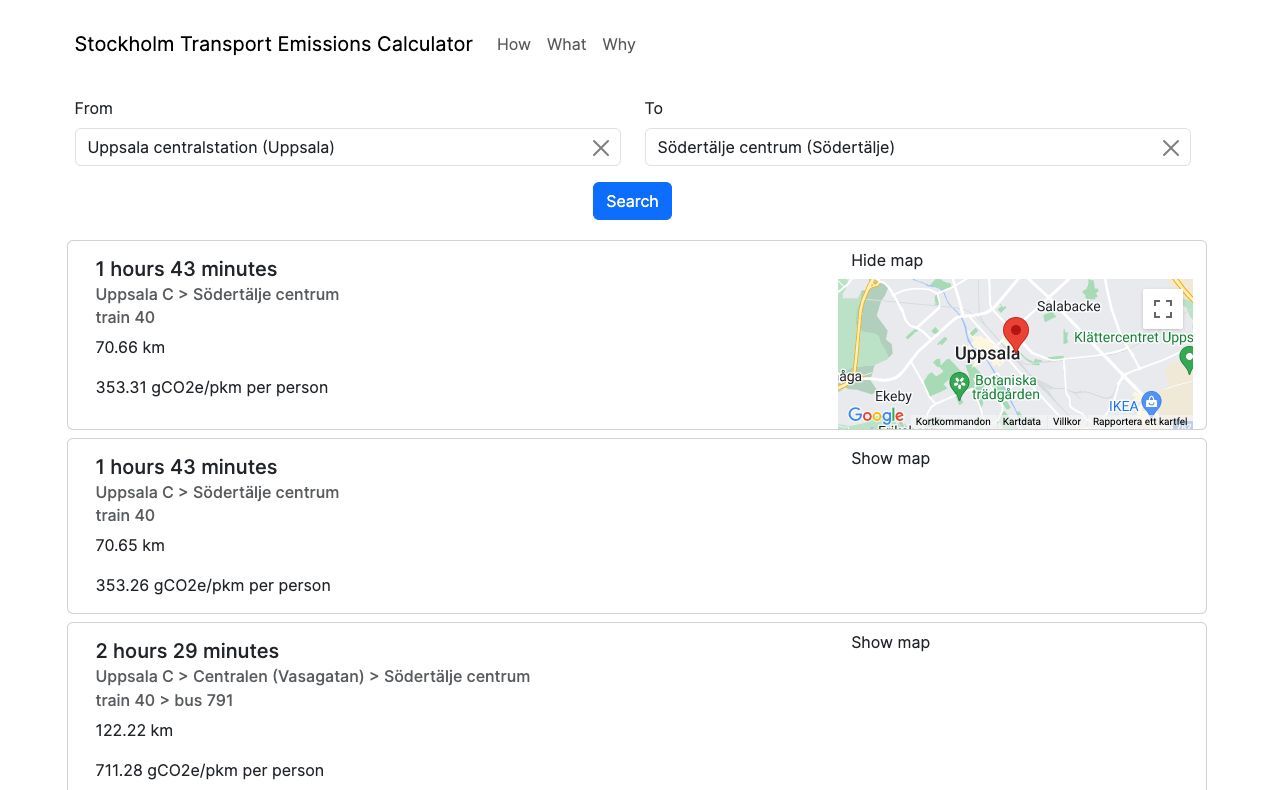 Stockholm Transport Emissions Calculator How What Why
From
To
Uppsala centralstation (Uppsala)
Södertälje centrum (Södertälje)
Search
1 hours 43 minutes
Uppsala C > Södertälje centrum
train 40
70.66 km
353.31 gCO2e/pkm per person
Hide map
Salabacke
Klättercentret Upps
Uppsala
åga
Botaniska
trädgården
Ekeby
IKEA
Google
Kortkommandon Kartdata Villkor Rapportera ett kartfel
1 hours 43 minutes
Uppsala C > Södertälje centrum
train 40
70.65 km
353.26 gCO2e/pkm per person
Show map
2 hours 29 minutes
Uppsala C > Centralen (Vasagatan) > Södertälje centrum
train 40 > bus 791
122.22 km
711.28 gCO2e/pkm per person
Show map